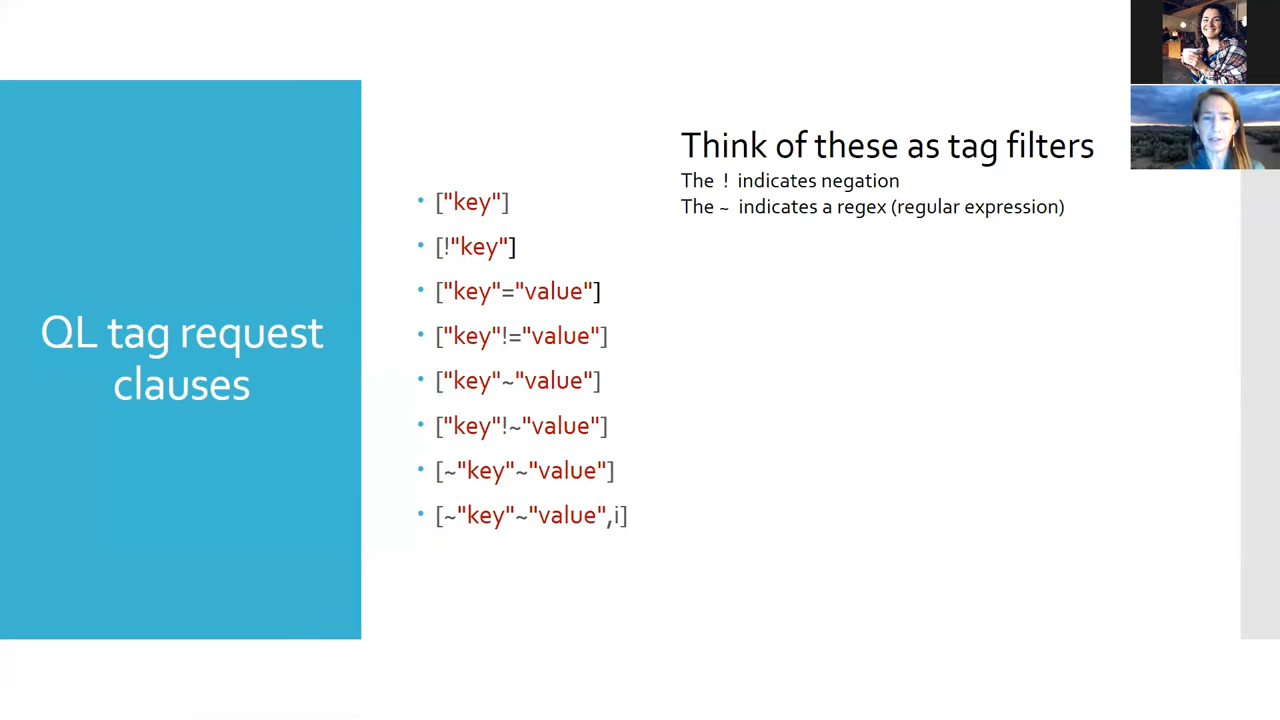 QL tag request
clauses
• ["key"]
• [!"key"]
• ["key"="value"]
• ["key"!="value"]
• ["key"~"value"]
• ["key"!~"value"]
• [~"key"~"value"]
• [~"key"~"value",i]
Think of these as tag filters
The ! indicates negation
The ~ indicates a regex (regular expression)